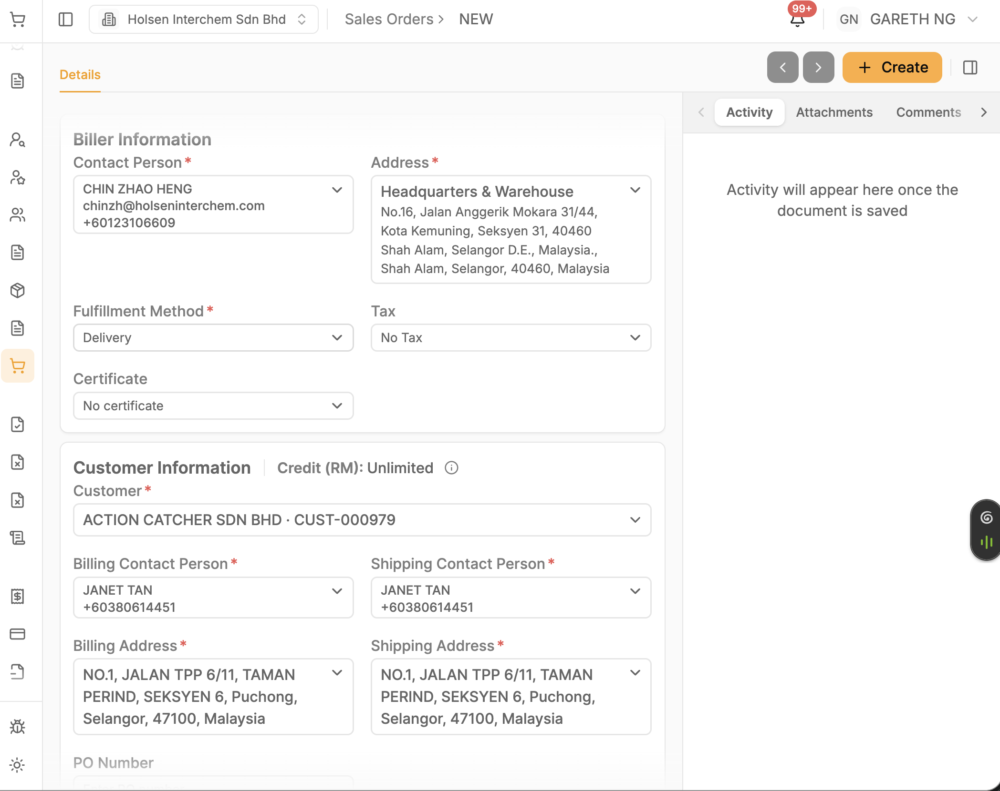 Holsen Interchem Sdn Bhd
Sales Orders
NEW
99+
GN
GARETH NG
Details
Create
Activity
Attachments
Comments
Activity will appear here once the
document is saved
Biller Information
Contact Person *
CHIN ZHAO HENG
chinzh@holseninterchem.com
+60123106609
Address *
Headquarters & Warehouse
No.16, Jalan Anggerik Mokara 31/44,
Kota Kemuning, Seksyen 31, 40460
Shah Alam, Selangor D.E., Malaysia.,
Shah Alam, Selangor, 40460, Malaysia
Fulfillment Method *
Delivery
Tax
No Tax
Certificate
No certificate
Customer Information
Credit (RM): Unlimited
Customer *
ACTION CATCHER SDN BHD · CUST-000979
Billing Contact Person *
JANET TAN
+60380614451
Shipping Contact Person *
JANET TAN
+60380614451
Billing Address *
NO.1, JALAN TPP 6/11, TAMAN
PERIND, SEKSYEN 6, Puchong,
Selangor, 47100, Malaysia
Shipping Address *
NO.1, JALAN TPP 6/11, TAMAN
PERIND, SEKSYEN 6, Puchong,
Selangor, 47100, Malaysia
PO Number